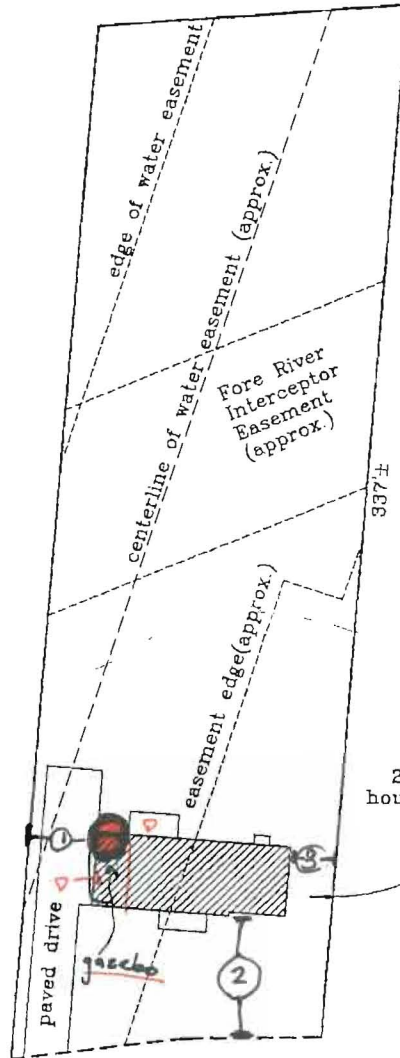 edge of water easement
centerline of water easement (approx.)
Fore River
Interceptor
Easement
(approx.)
337'±
easement edge(approx.)
2
hou
1
3
D
D
paved drive
gazebo
2